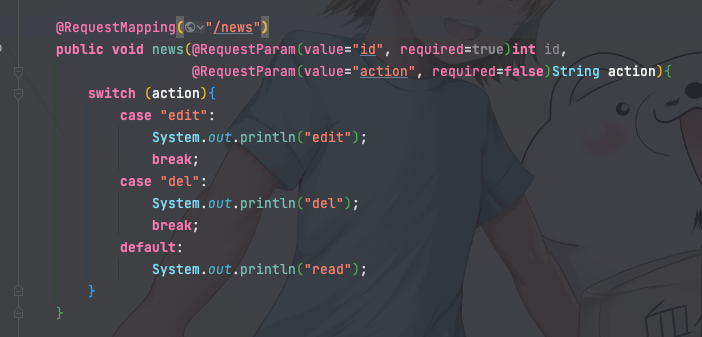 @RequestMapping("/news")
public void news(@RequestParam(value="id", required=true)int id,
@RequestParam(value="action", required=false)String action){
switch (action){
case "edit":
System.out.println("edit");
break;
case "del":
System.out.println("del");
break;
default:
System.out.println("read");
}
}